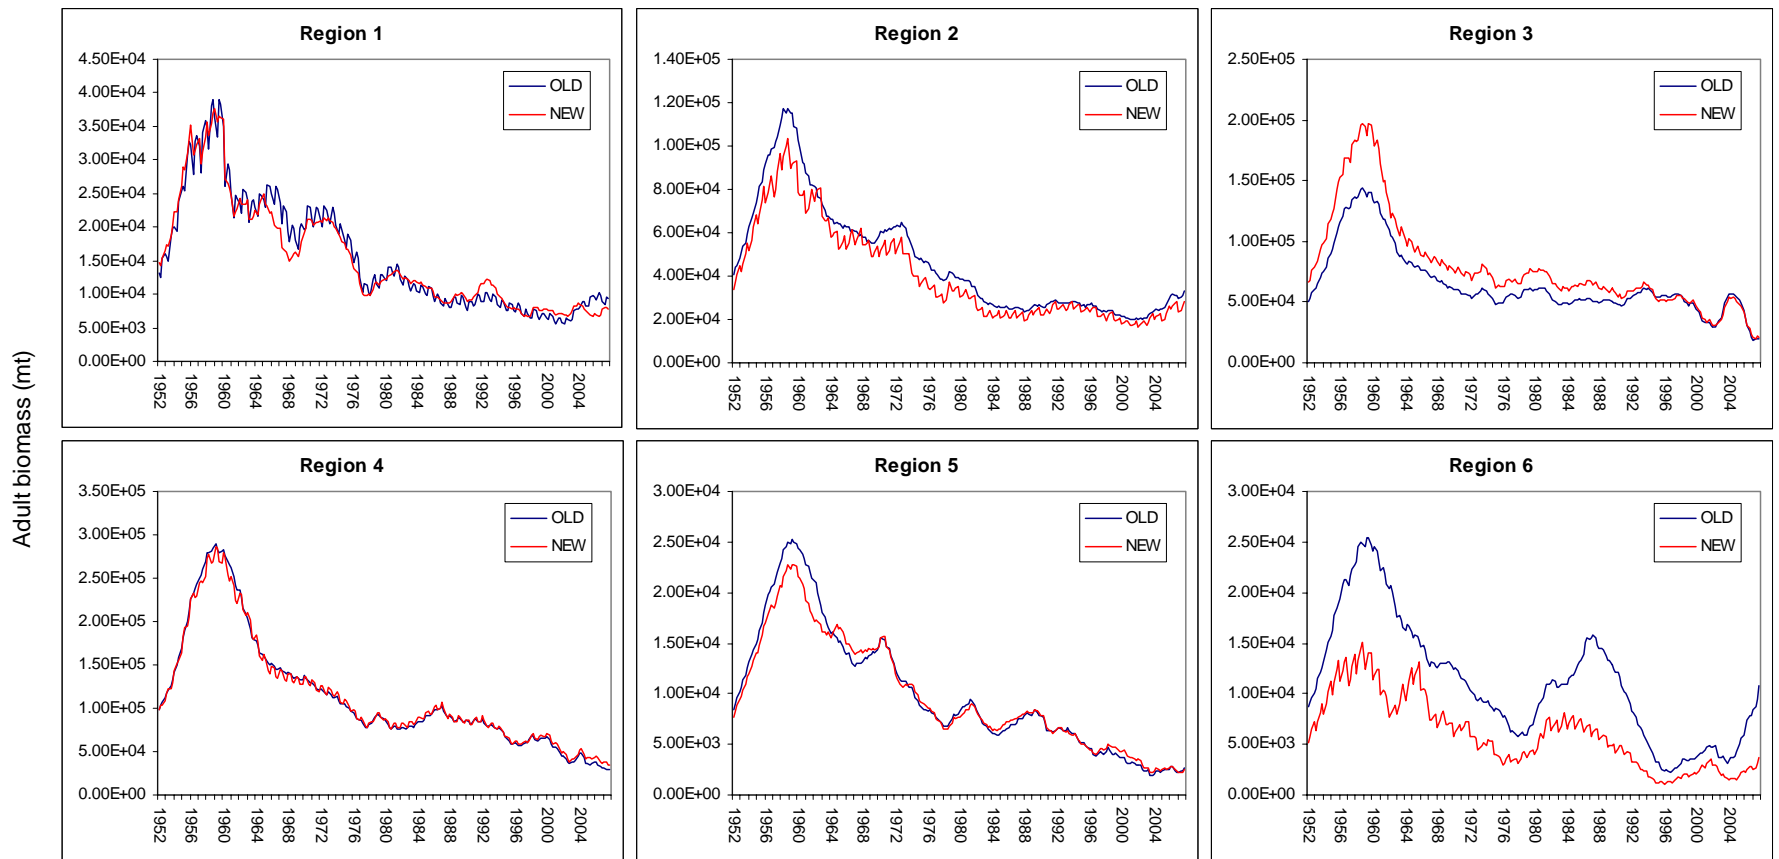 Adult biomass (mt)
Region 1
4.50E+04
4.00E+04
3.50E+04
3.00E+04
2.50E+04
2.00E+04
1.50E+04
1.00E+04
5.00E+03
0.00E+00
OLD
NEW
1952 1956 1960 1964 1968 1972 1976 1980 1984 1988 1992 1996 2000 2004
Region 2
1.40E+05
1.20E+05
1.00E+05
8.00E+04
6.00E+04
4.00E+04
2.00E+04
0.00E+00
OLD
NEW
1952 1956 1960 1964 1968 1972 1976 1980 1984 1988 1992 1996 2000 2004
Region 3
2.50E+05
2.00E+05
1.50E+05
1.00E+05
5.00E+04
0.00E+00
OLD
NEW
1952 1956 1960 1964 1968 1972 1976 1980 1984 1988 1992 1996 2000 2004
Region 4
3.50E+05
3.00E+05
2.50E+05
2.00E+05
1.50E+05
1.00E+05
5.00E+04
0.00E+00
OLD
NEW
1952 1956 1960 1964 1968 1972 1976 1980 1984 1988 1992 1996 2000 2004
Region 5
3.00E+04
2.50E+04
2.00E+04
1.50E+04
1.00E+04
5.00E+03
0.00E+00
OLD
NEW
1952 1956 1960 1964 1968 1972 1976 1980 1984 1988 1992 1996 2000 2004
Region 6
3.00E+04
2.50E+04
2.00E+04
1.50E+04
1.00E+04
5.00E+03
0.00E+00
OLD
NEW
1952 1956 1960 1964 1968 1972 1976 1980 1984 1988 1992 1996 2000 2004